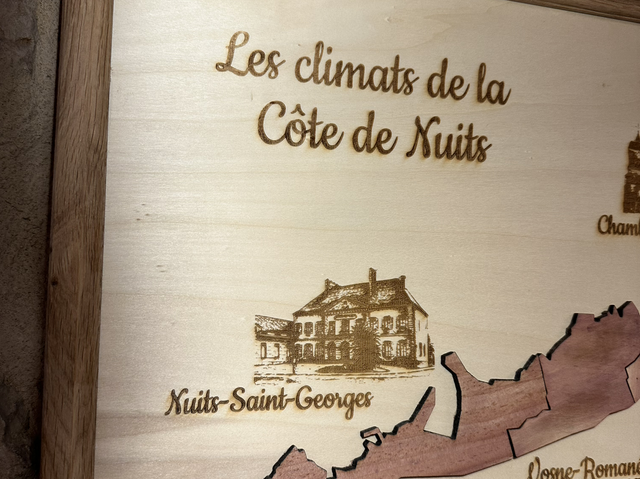 Les climats de la
Côte de Nuits
Nuits-Saint-Georges